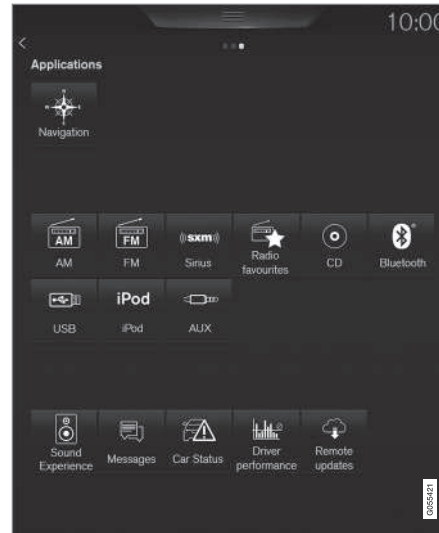 10:00
Applications
N
Navigation
AM FM sxm iPod
AM FM Sirius Radio favourites CD Bluetooth
iPod
USB iPod AUX
Sound Experience Messages Car Status Driver performance Remote updates
G055421